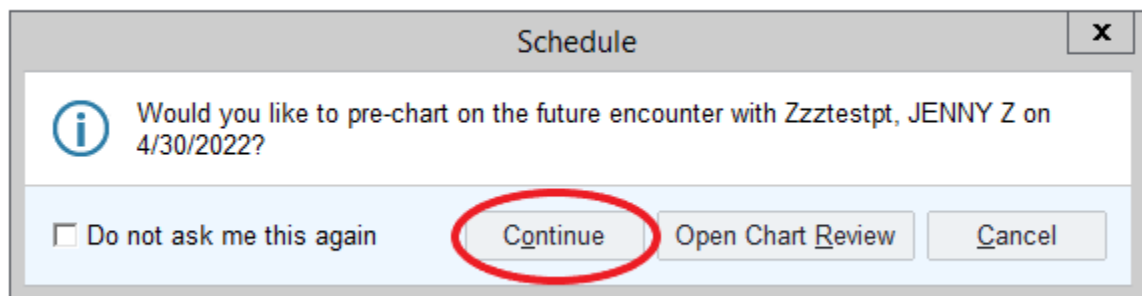 Schedule
x
Would you like to pre-chart on the future encounter with Zzztestpt, JENNY Z on
4/30/2022?
Do not ask me this again
Continue
Open Chart Review
Cancel